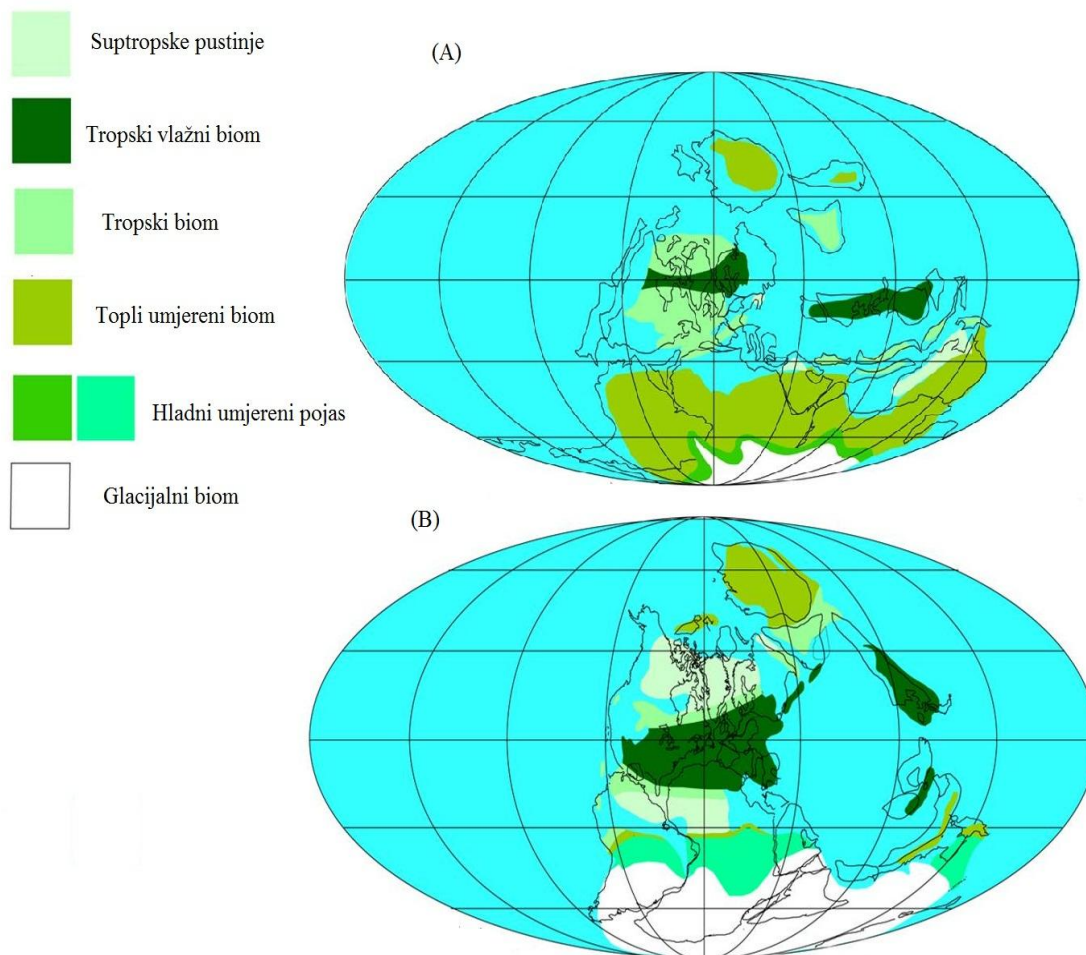 Suptropske pustinje
(A)
Tropski vlažni biom
Tropski biom
Topli umjereni biom
Hladni umjereni pojas
Glacijalni biom
(B)